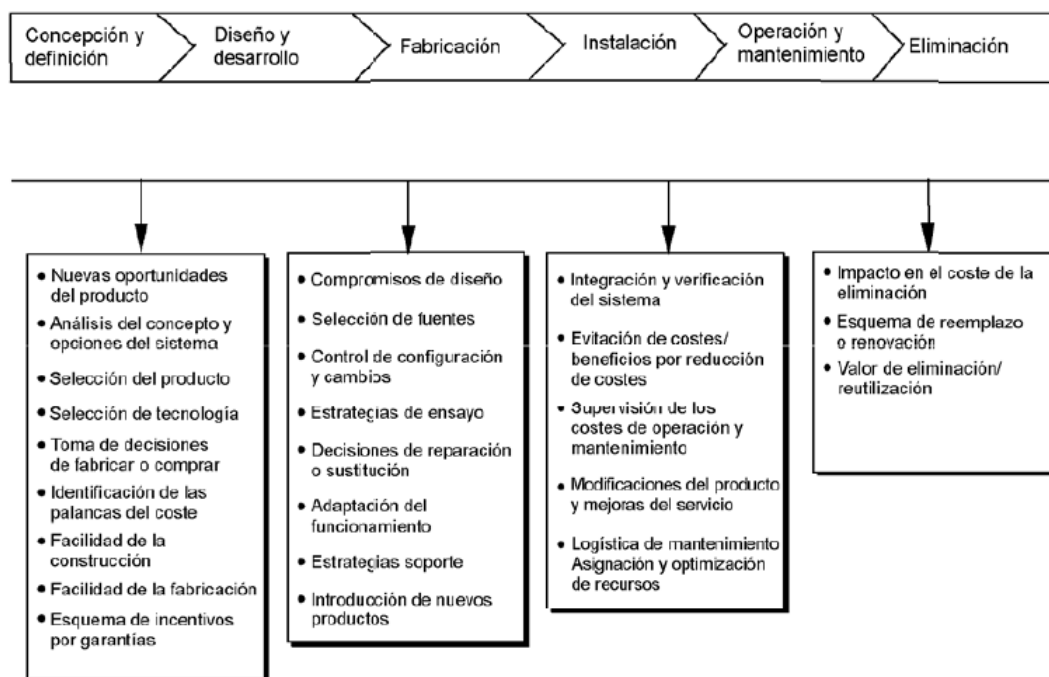 Concepción y
definición
Diseño y
desarrollo
Fabricación
Instalación
Operación y
mantenimiento
Eliminación
• Nuevas oportunidades
del producto
• Análisis del concepto y
opciones del sistema
• Selección del producto
• Selección de tecnología
• Toma de decisiones
de fabricar o comprar
• Identificación de las
palancas del coste
• Facilidad de la
construcción
• Facilidad de la fabricación
• Esquema de incentivos
por garantías
• Compromisos de diseño
• Selección de fuentes
• Control de configuración
y cambios
• Estrategias de ensayo
• Decisiones de reparación
o sustitución
• Adaptación del
funcionamiento
• Estrategias soporte
• Introducción de nuevos
productos
• Integración y verificación
del sistema
• Evitación de costes/
beneficios por reducción
de costes
• Supervisión de los
costes de operación y
mantenimiento
• Modificaciones del producto
y mejoras del servicio
• Logística de mantenimiento
Asignación y optimización
de recursos
• Impacto en el coste de la
eliminación
• Esquema de reemplazo
o renovación
• Valor de eliminación/
reutilización